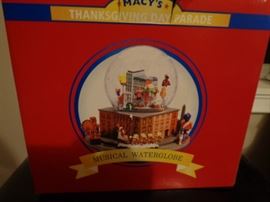 MACY'S
THANKSGIVING DAY PARADE
MUSICAL WATERGLOBE